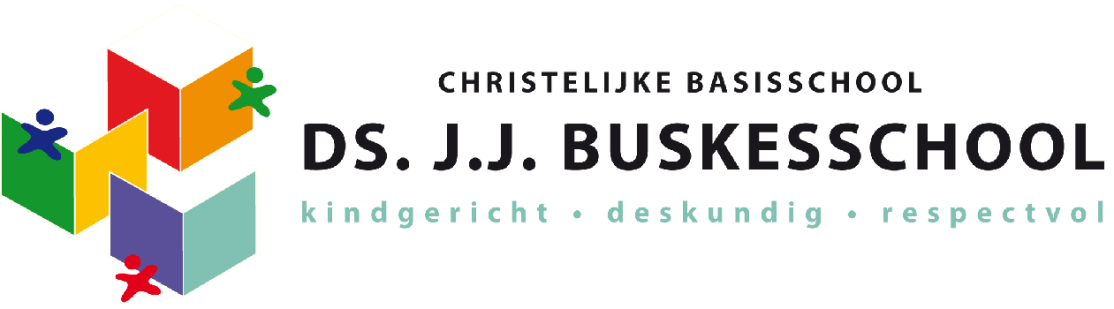 CHRISTELIJKE BASISSCHOOL
DS. J.J. BUSKESSCHOOL
kindgericht • deskundig • respectvol